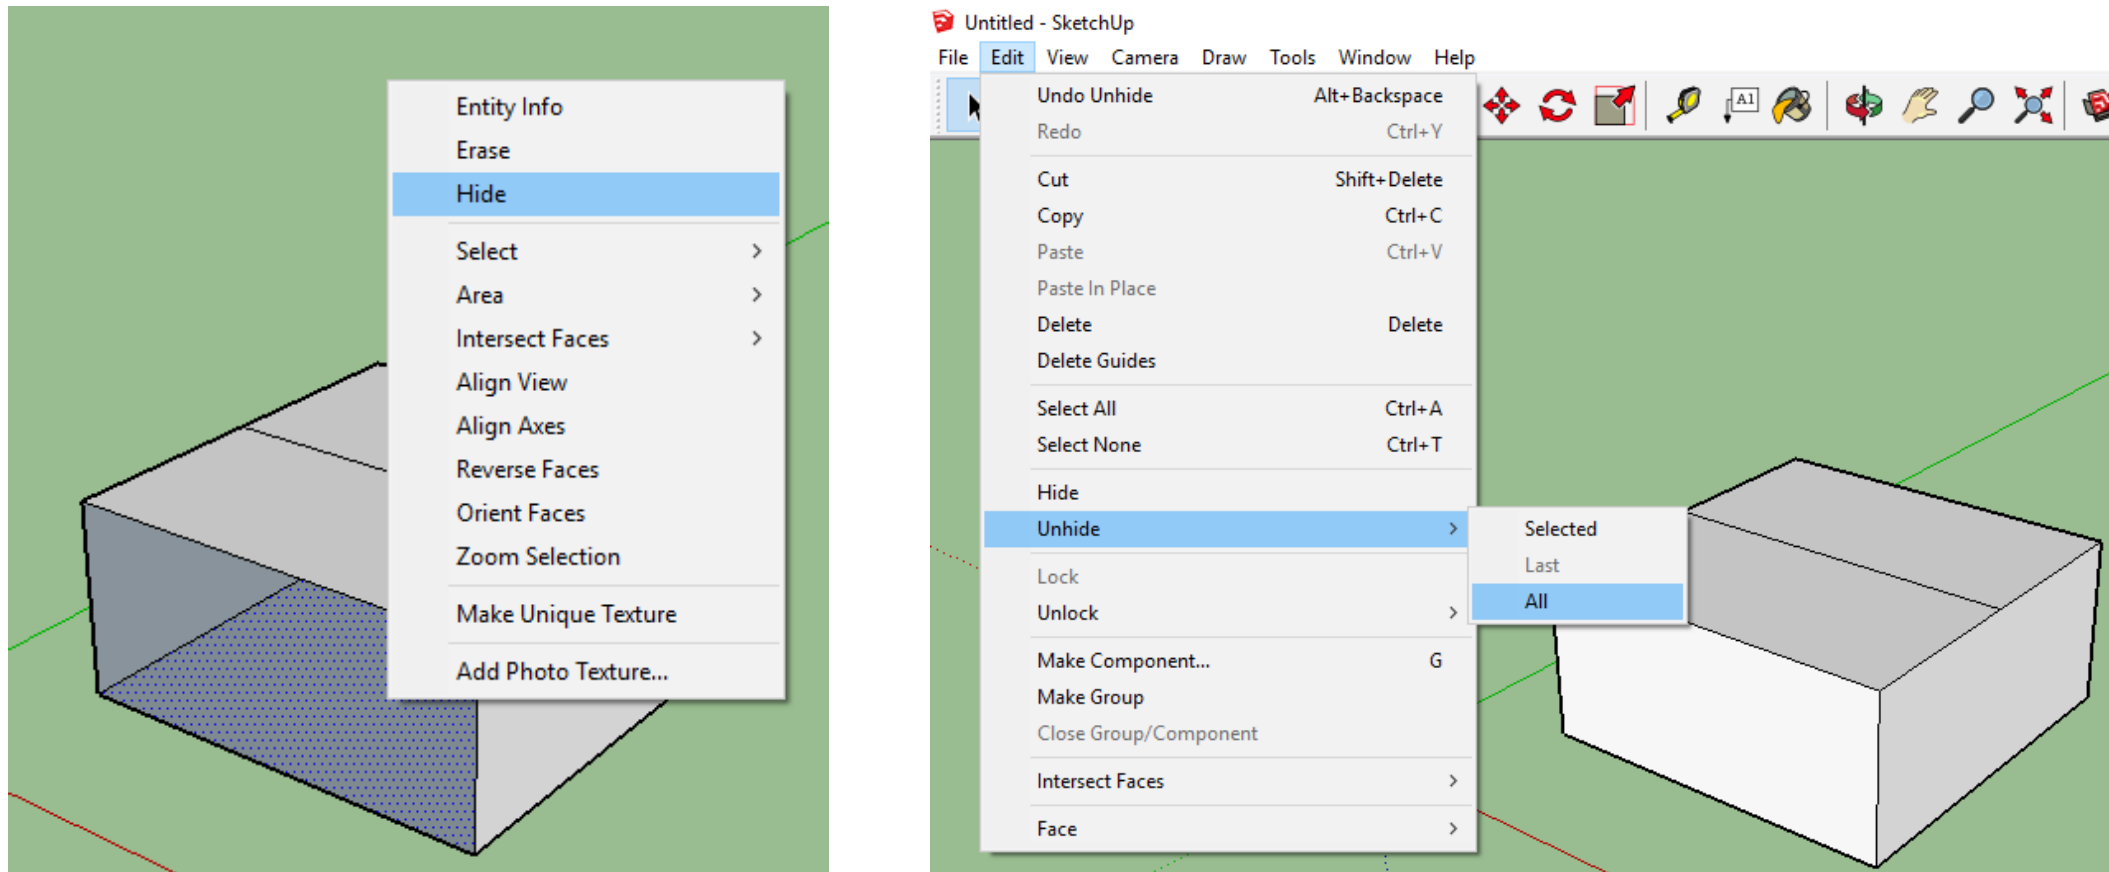 Entity Info
Erase
Hide
Select
Area
Intersect Faces
Align View
Align Axes
Reverse Faces
Orient Faces
Zoom Selection
Make Unique Texture
Add Photo Texture...
Untitled - SketchUp
File Edit View Camera Draw Tools Window Help
A1
Undo Unhide Alt+Backspace
Redo Ctrl+Y
Cut Shift+Delete
Copy Ctrl+C
Paste Ctrl+V
Paste In Place
Delete Delete
Delete Guides
Select All Ctrl+A
Select None Ctrl+T
Hide
Unhide
Selected
Last
All
Lock
Unlock
Make Component... G
Make Group
Close Group/Component
Intersect Faces
Face